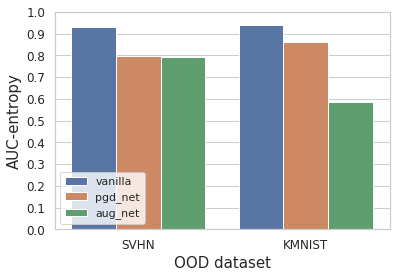 1.0
0.9
0.8
0.7
0.6
0.5
0.4
0.3
0.2
0.1
0.0
AUC-entropy
vanilla
pgd_net
aug_net
SVHN
KMNIST
OOD dataset